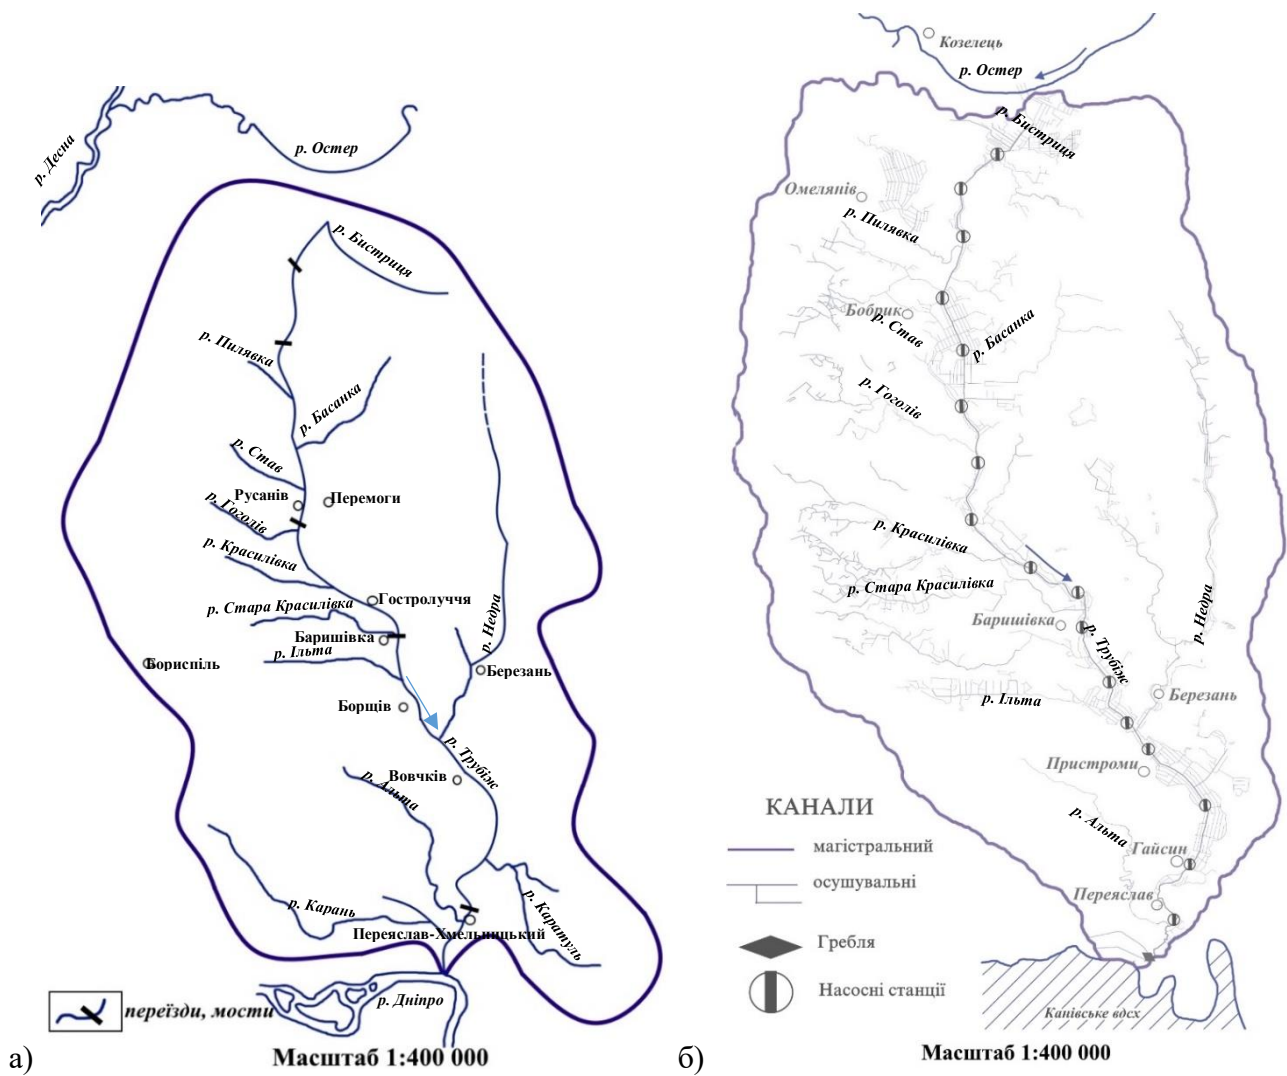 р. Десна
р. Остер
р. Бистриця
р. Пилявка
р. Басанка
р. Став
Русанів
Перемоги
р. Гоголів
р. Красилівка
Гостролуччя
р. Стара Красилівка
Баришівка
р. Недра
р. Ільта
Бориспіль
Березань
Борщів
р. Трубіж
Вовчків
р. Альта
р. Карань
р. Каратуль
Переяслав-Хмельницький
р. Дніпро
переїзди, мости
а)
Масштаб 1:400 000
Козелець
р. Остер
р. Бистриця
Омелянів
р. Пилявка
Бобрик
р. Став
р. Басанка
р. Гоголів
р. Красилівка
р. Стара Красилівка
Баришівка
р. Недра
р. Трубіж
р. Ільта
Березань
Пристроми
КАНАЛИ
р. Альта
магістральний
Гайсин
осушувальні
Переяслав
Гребля
Насосні станції
Канівське вдсх
б)
Масштаб 1:400 000